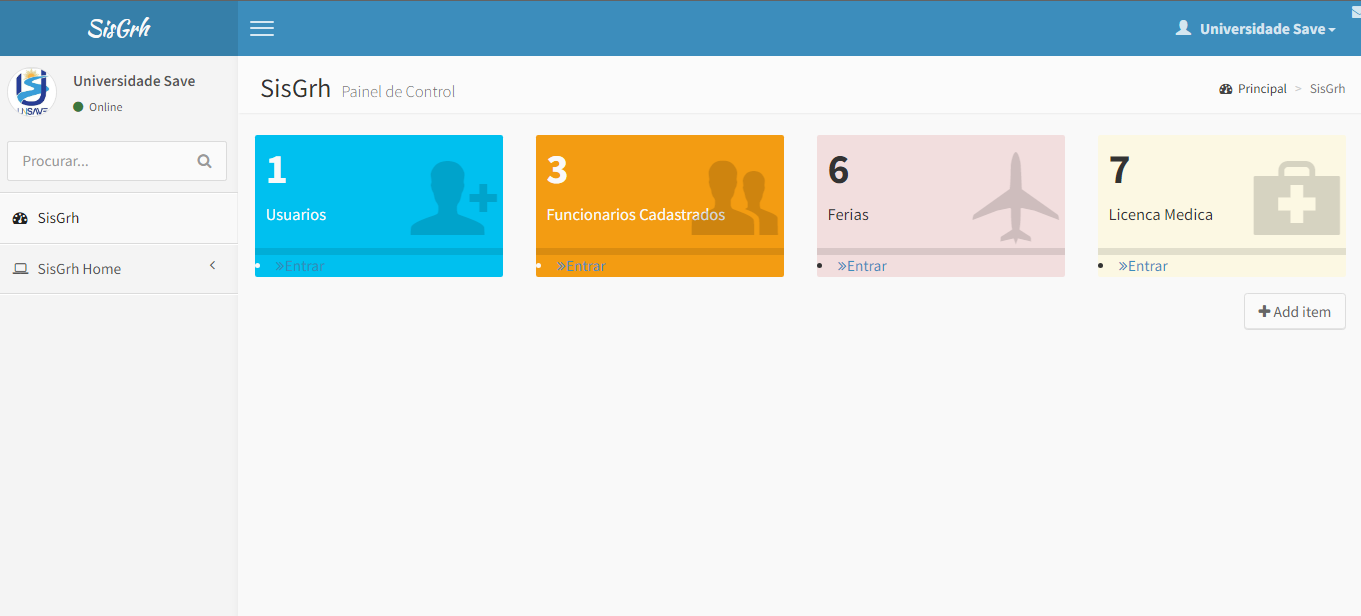 SisGrh
Universidade Save
Universidade Save
Online
UNISAVE
Procurar...
SisGrh
SisGrh Home
SisGrh Painel de Control
Principal > SisGrh
1
Usuarios
»Entrar
3
Funcionarios Cadastrados
»Entrar
6
Ferias
»Entrar
7
Licenca Medica
»Entrar
Add item